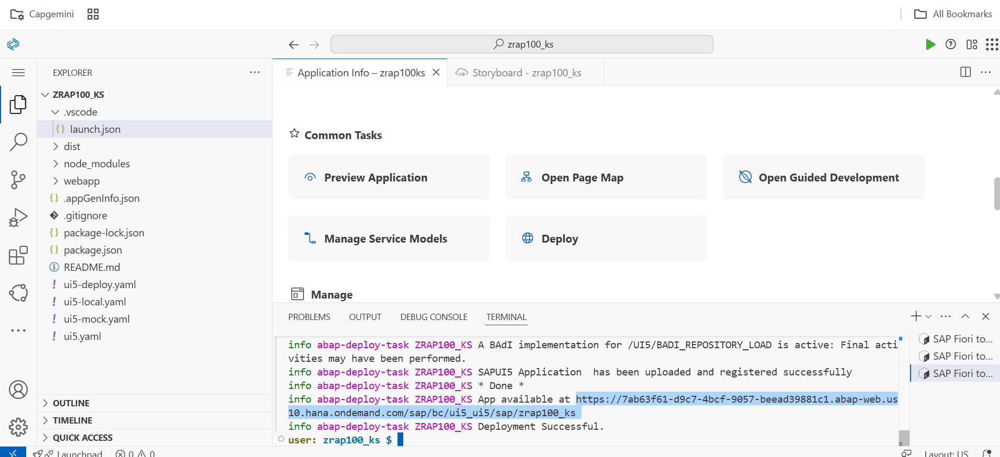 Capgemini
All Bookmarks
zrap100_ks
EXPLORER
ZRAP100_KS
.vscode
{} launch.json
dist
node_modules
webapp
{} .appGenInfo.json
.gitignore
{} package-lock.json
{} package.json
README.md
! ui5-deploy.yaml
! ui5-local.yaml
! ui5-mock.yaml
! ui5.yaml
OUTLINE
TIMELINE
QUICK ACCESS
Application Info – zrap100ks
Storyboard - zrap100_ks
Common Tasks
Preview Application
Open Page Map
Open Guided Development
Manage Service Models
Deploy
Manage
PROBLEMS OUTPUT DEBUG CONSOLE TERMINAL
info abap-deploy-task ZRAP100_KS A BAdI implementation for /UI5/BADI_REPOSITORY_LOAD is active: Final acti
vities may have been performed.
info abap-deploy-task ZRAP100_KS SAPUI5 Application  has been uploaded and registered successfully
info abap-deploy-task ZRAP100_KS * Done *
info abap-deploy-task ZRAP100_KS App available at https://7ab63f61-d9c7-4bcf-9057-beead39881c1.abap-web.us
10.hana.ondemand.com/sap/bc/ui5_ui5/sap/zrap100_ks
info abap-deploy-task ZRAP100_KS Deployment Successful.
user: zrap100_ks $
SAP Fiori to...
SAP Fiori to...
SAP Fiori to...
Launchpad 0 0
Layout: US